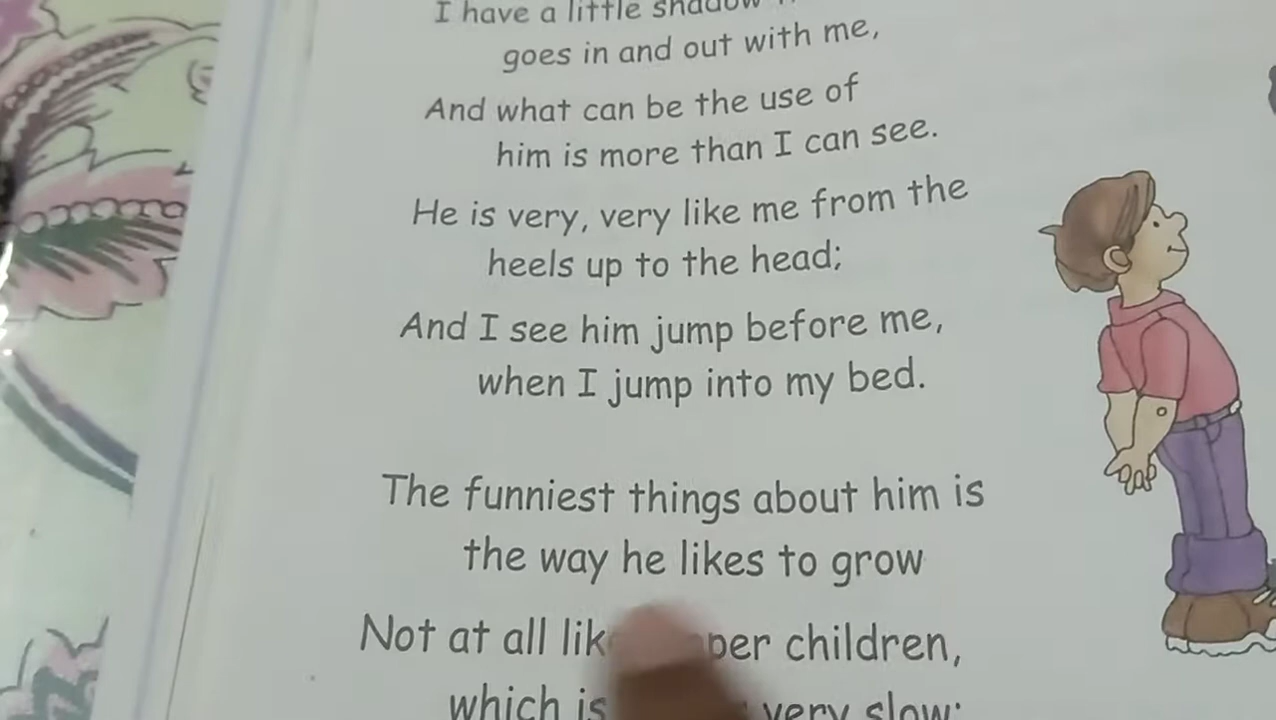 I have a little shadow
goes in and out with me,
And what can be the use of
him is more than I can see.
He is very, very like me from the
heels up to the head;
And I see him jump before me,
when I jump into my bed.
The funniest things about him is
the way he likes to grow
Not at all children,
which is very slow;